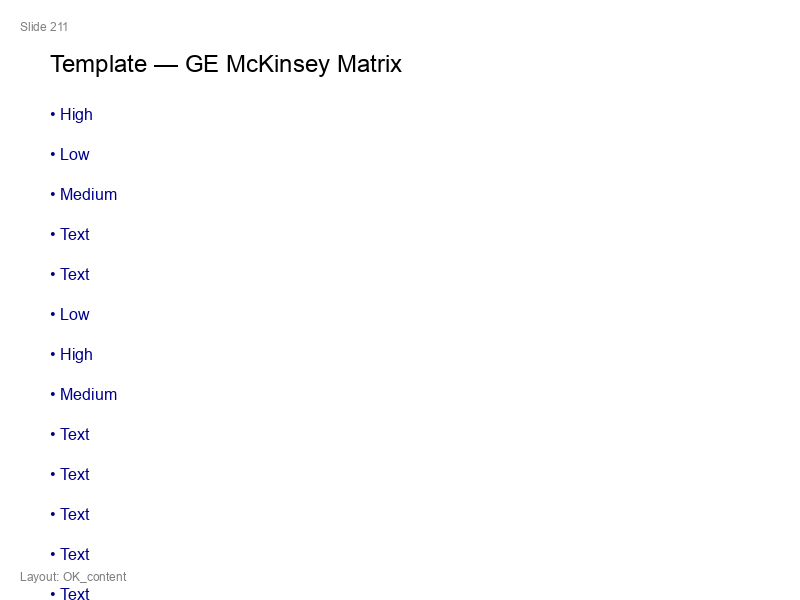 Slide 211
Template — GE McKinsey Matrix
• High
• Low
• Medium
• Text
• Text
• Low
• High
• Medium
• Text
• Text
• Text
• Text
Layout: OK_content
• Text